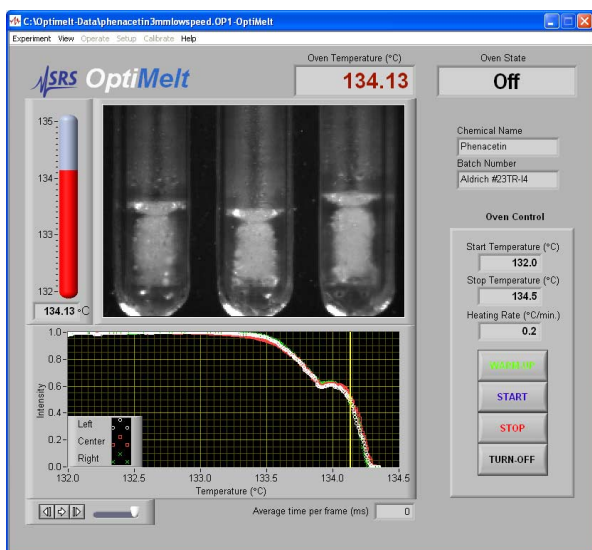 C:\Optimelt-Data\phenacetin3mmlowspeed.OP1-OptiMelt
Experiment View Operate Setup Calibrate Help
SRS OptiMelt
Oven Temperature (°C)
134.13
Oven State
Off
135-
134-
133-
132-
134.13 °C
Chemical Name
Phenacetin
Batch Number
Aldrich #23TR-I4
Oven Control
Start Temperature (°C)
132.0
Stop Temperature (°C)
134.5
Heating Rate (°C/min.)
0.2
START
STOP
TURN-OFF
Intensity
1.0-
0.8-
0.6-
0.4-
0.2-
0.0-
Left
Center
Right
132.0 132.5 133.0 133.5 134.0 134.5
Temperature (°C)
Average time per frame (ms) 0